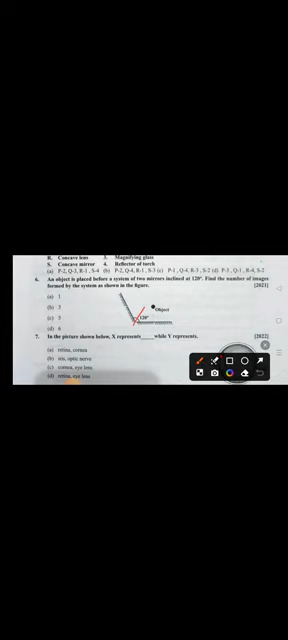 R. Concave lens 3. Magnifying glass
S. Concave mirror 4. Reflector of torch
(a) P-2, Q-3, R-1, S-4 (b) P-2, Q-4, R-1, S-3 (c) P-1, Q-4, R-3, S-2 (d) P-3, Q-1, R-4, S-2
6. An object is placed before a system of two mirrors inclined at 120°. Find the number of images
formed by the system as shown in the figure. [2021]
(a) 1
(b) 3
(c) 5
(d) 6
Object
120°
7. In the picture shown below, X represents____while Y represents. [2022]
(a) retina, cornea
(b) iris, optic nerve
(c) cornea, eye lens
(d) retina, eye lens